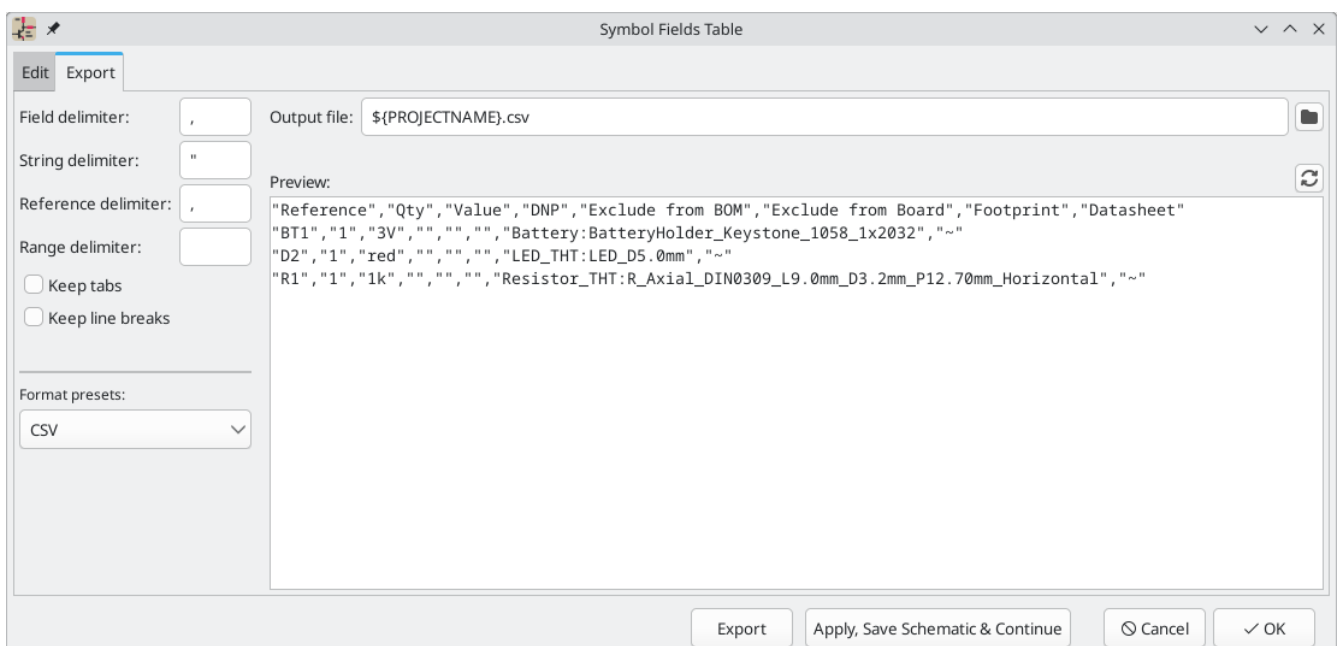 Symbol Fields Table
Edit
Export
Field delimiter:
,
String delimiter:
"
Reference delimiter:
,
Range delimiter:
Keep tabs
Keep line breaks
Format presets:
CSV
Output file:
${PROJECTNAME}.csv
Preview:
"Reference","Qty","Value","DNP","Exclude from BOM","Exclude from Board","Footprint","Datasheet"
"BT1","1","3V","","","","Battery:BatteryHolder_Keystone_1058_1x2032","~"
"D2","1","red","","","","LED_THT:LED_D5.0mm","~"
"R1","1","1k","","","","Resistor_THT:R_Axial_DIN0309_L9.0mm_D3.2mm_P12.70mm_Horizontal","~"
Export
Apply, Save Schematic & Continue
Cancel
OK